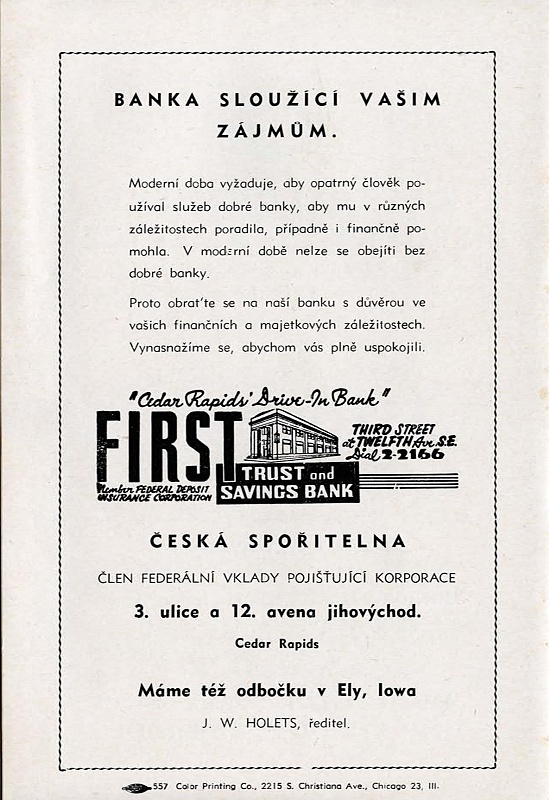 BANKA SLOUŽÍCÍ VAŠIM
ZÁJMŮM.
Moderní doba vyžaduje, aby opatrný člověk po-
užíval služeb dobré banky, aby mu v různých
záležitostech poradila, případně i finančně po-
mohla. V moderní době nelze se obejíti bez
dobré banky.
Proto obrat'te se na naší banku s důvěrou ve
vašich finančních a majetkových záležitostech.
Vynasnažíme se, abychom vás plně uspokojili.
"Cedar Rapids' Drive-In Bank"
FIRST
TRUST and
SAVINGS BANK
Member FEDERAL DEPOSIT
INSURANCE CORPORATION
THIRD STREET
at TWELFTH Ave. S.E.
Dial 2-2166
ČESKÁ SPOŘITELNA
ČLEN FEDERÁLNÍ VKLADY POJIŠŤUJÍCÍ KORPORACE
3. ulice a 12. avena jihovýchod.
Cedar Rapids
Máme též odbočku v Ely, Iowa
J. W. HOLETS, ředitel.
557 Color Printing Co., 2215 S. Christiana Ave., Chicago 23, Ill.